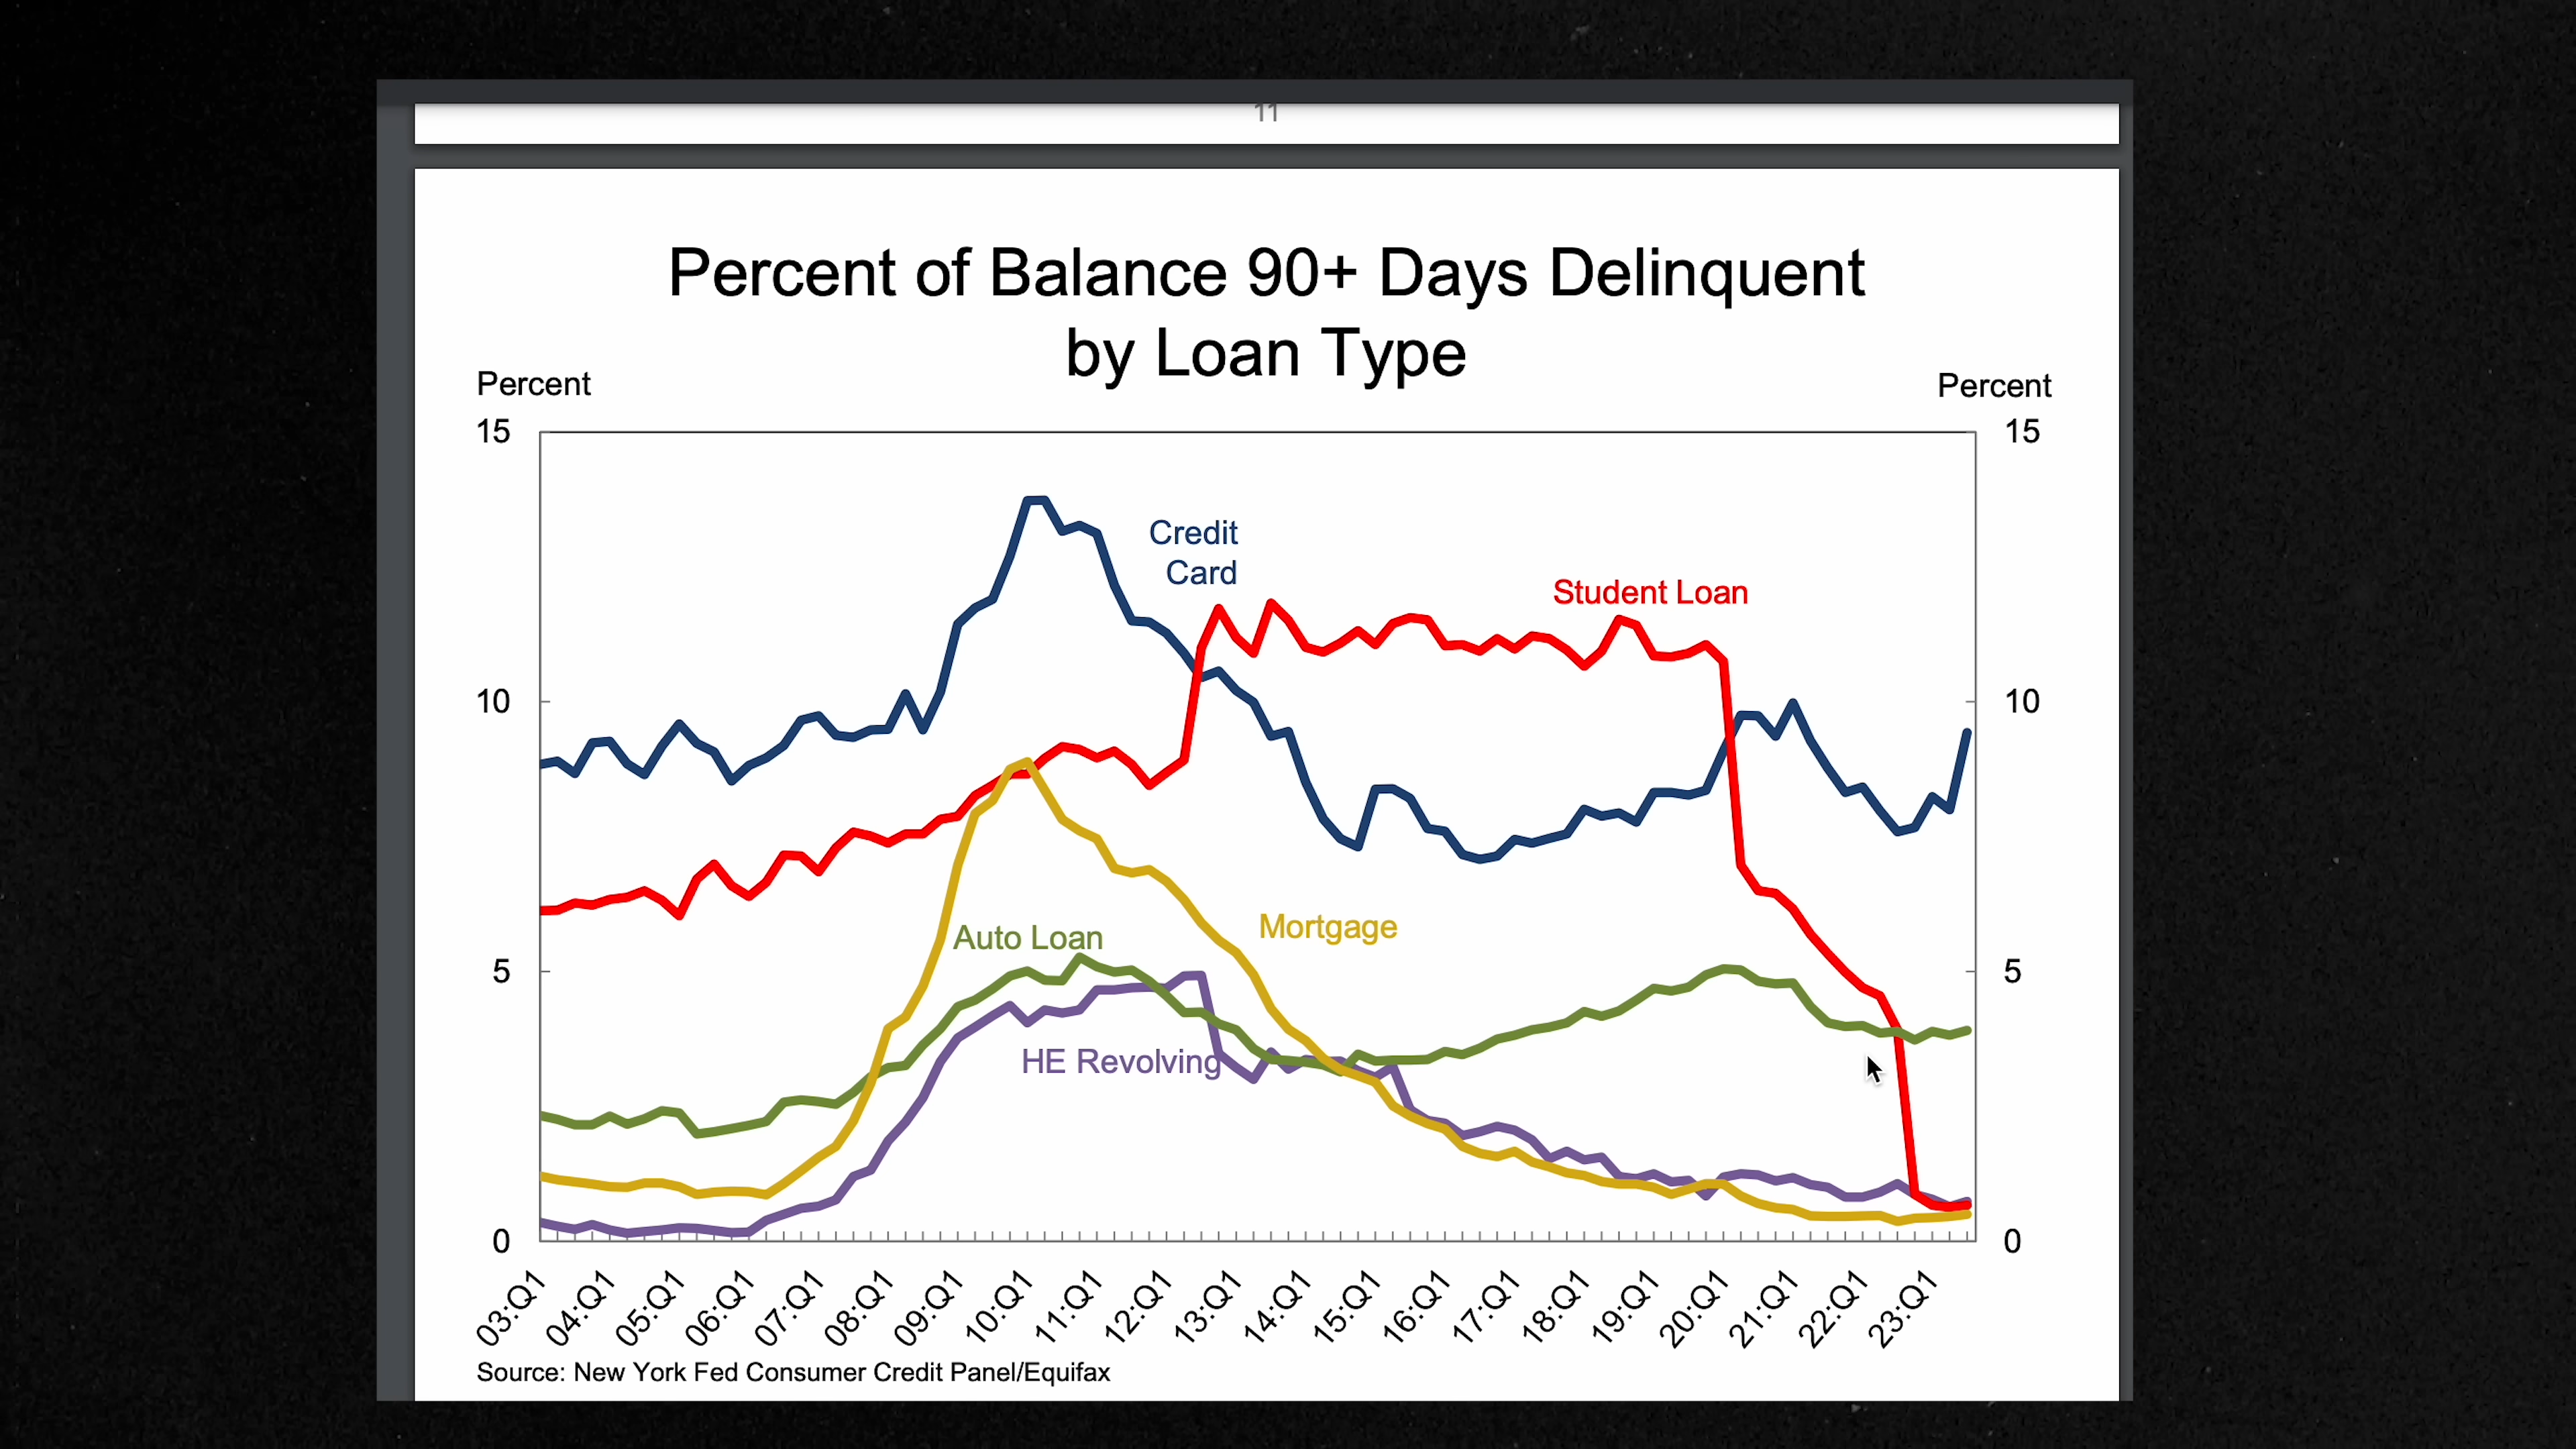 11
Percent of Balance 90+ Days Delinquent
by Loan Type
Percent
Percent
15
15
Credit
Card
Student Loan
10
10
Mortgage
Auto Loan
5
5
HE Revolving
0
0
03:Q1 04:Q1 05:Q1 06:Q1 07:Q1 08:Q1 09:Q1 10:Q1 11:Q1 12:Q1 13:Q1 14:Q1 15:Q1 16:Q1 17:Q1 18:Q1 19:Q1 20:Q1 21:Q1 22:Q1 23:Q1
Source: New York Fed Consumer Credit Panel/Equifax